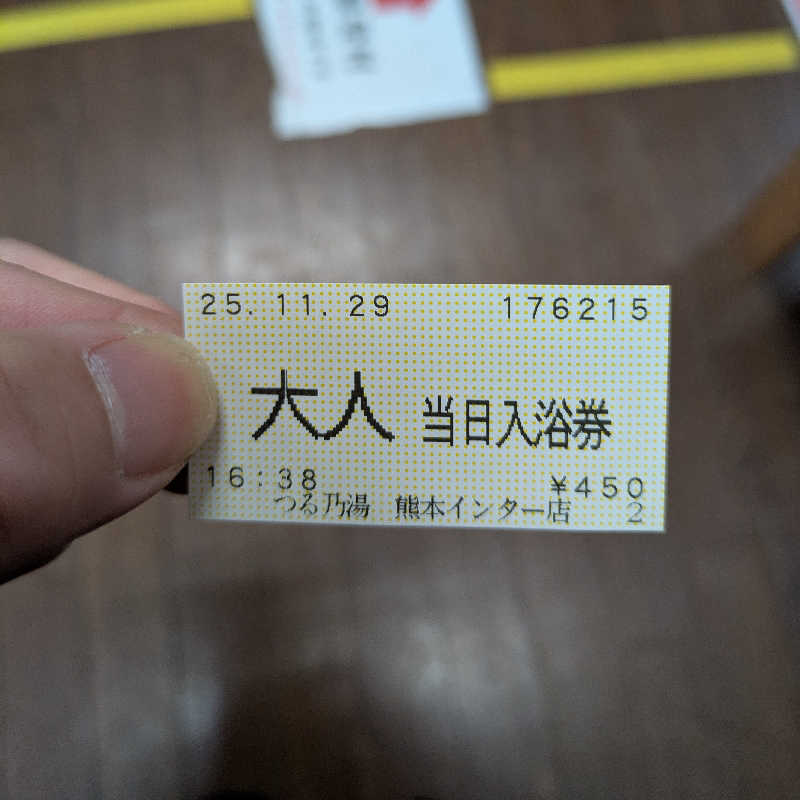 25.11.29 176215
大人 当日入浴券
16:38 ¥450
つる乃湯 熊本インター店 2